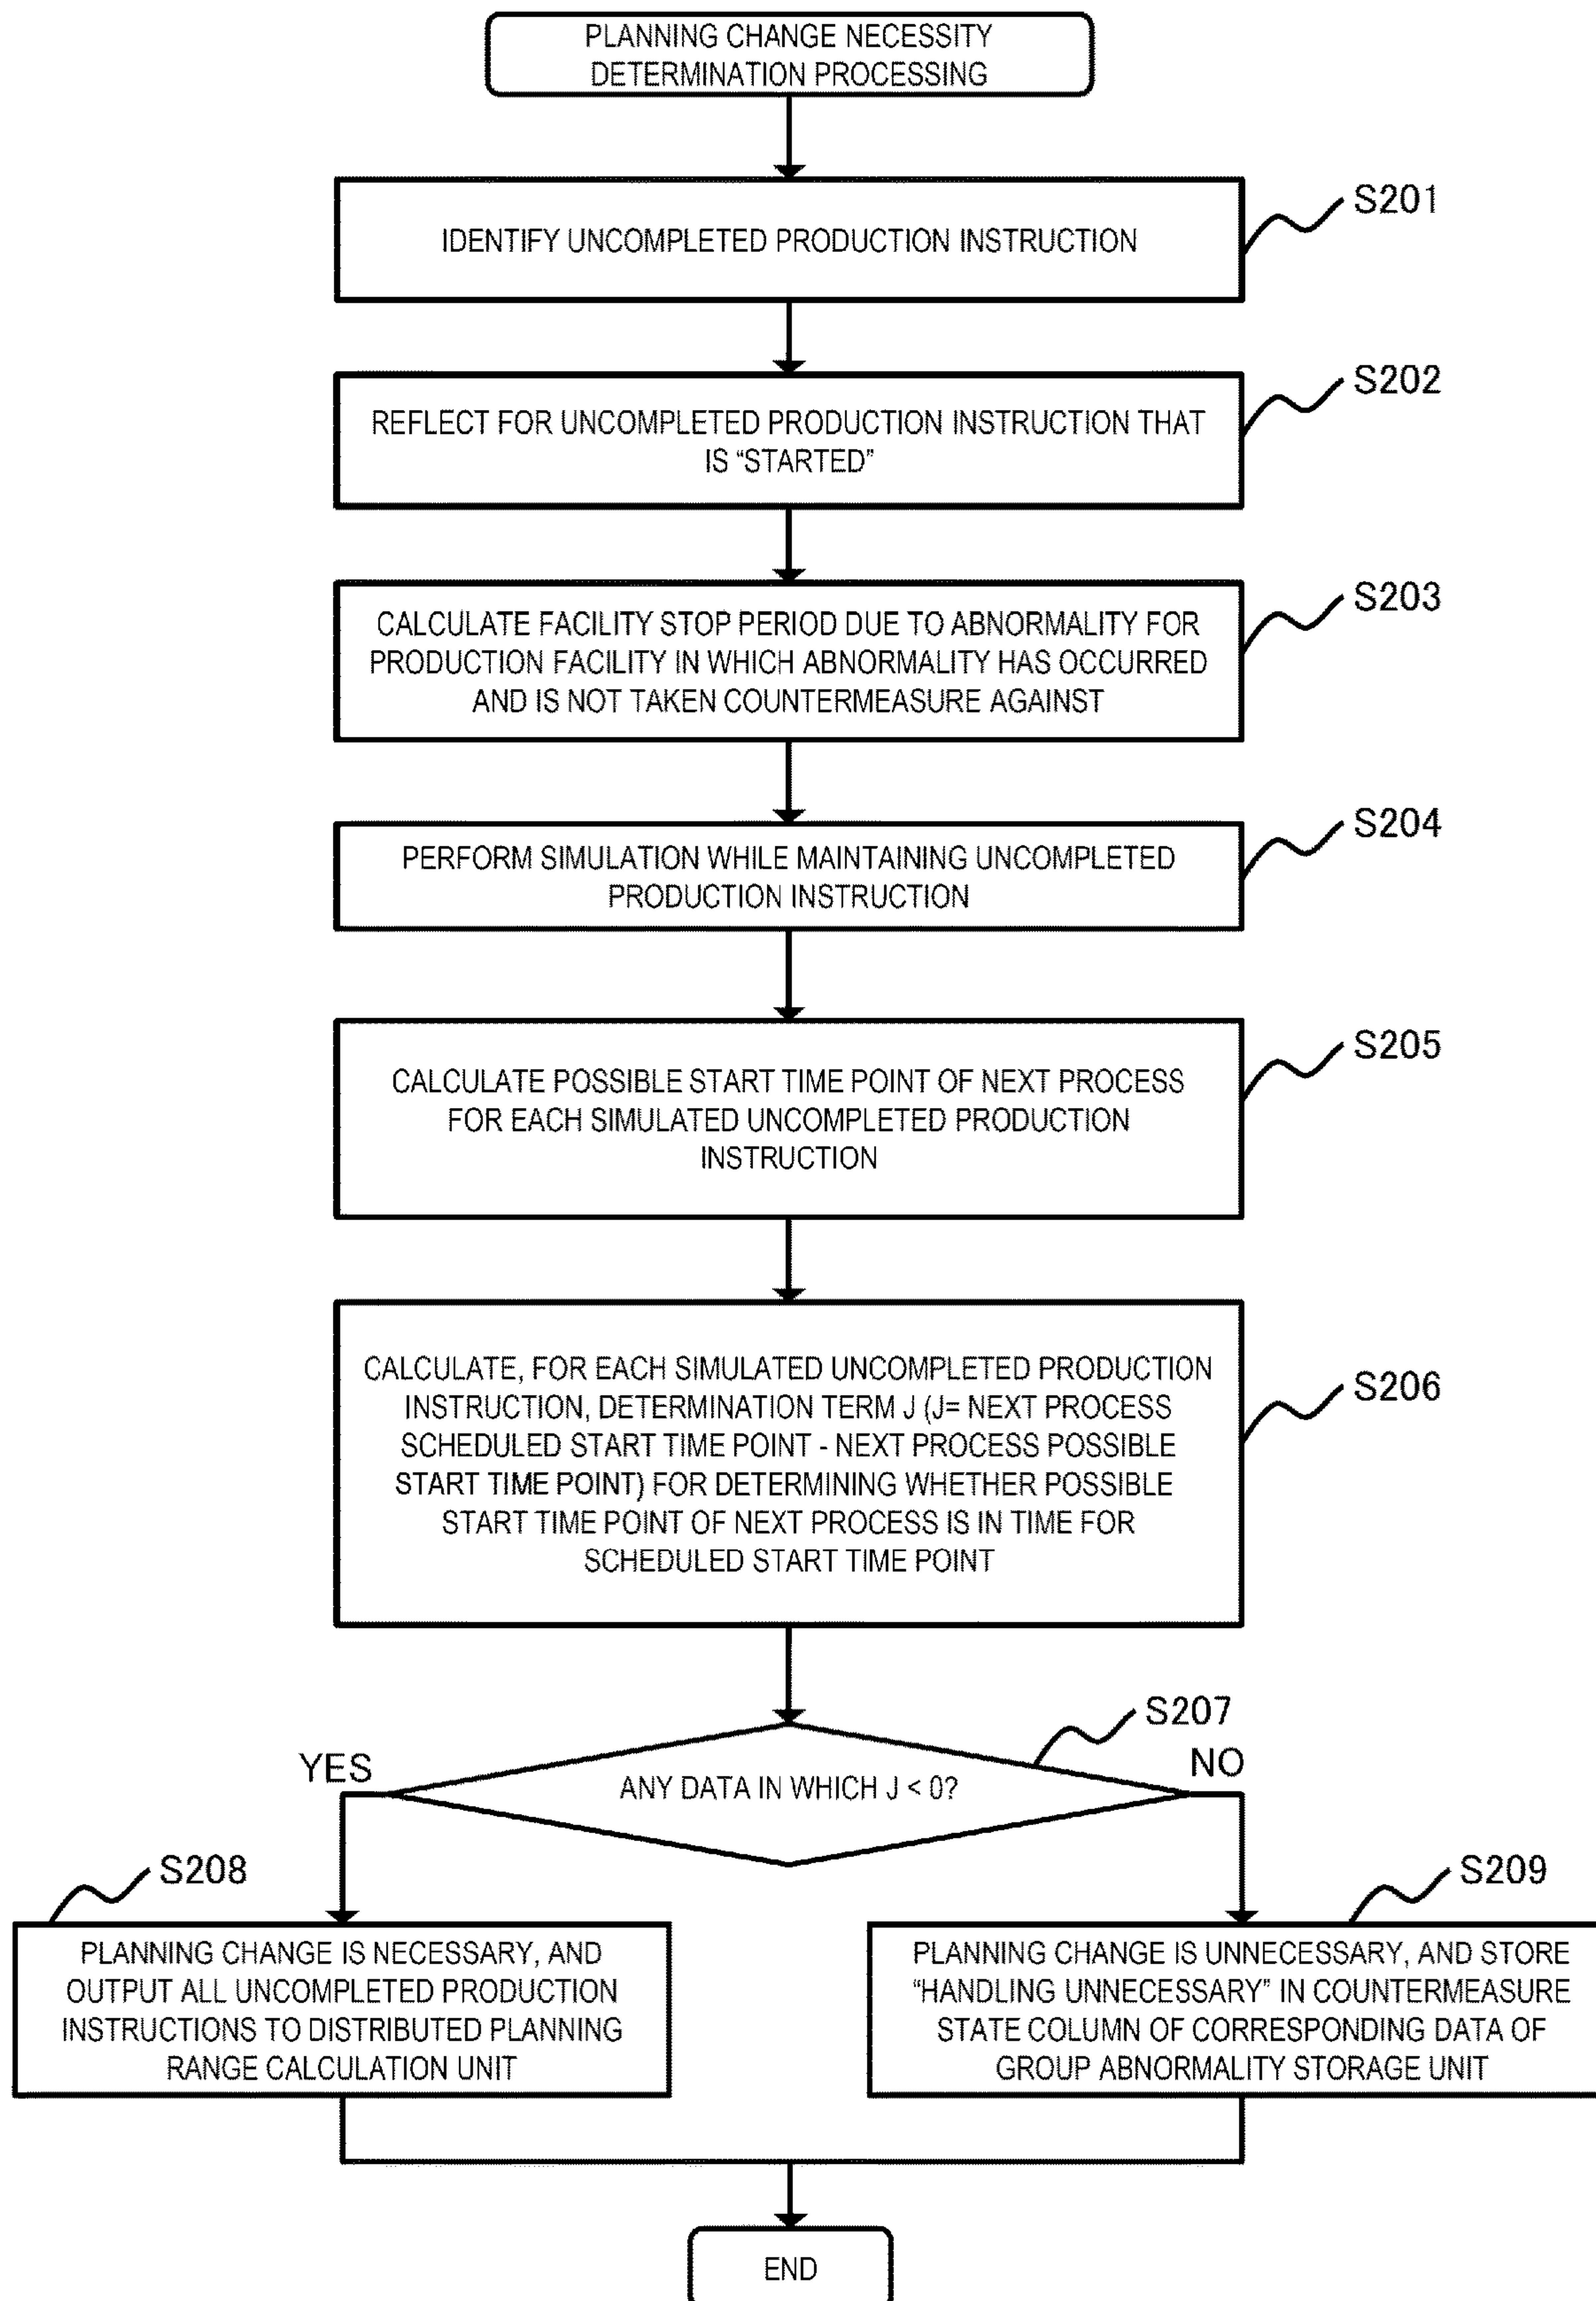 PLANNING CHANGE NECESSITY
DETERMINATION PROCESSING
S201
IDENTIFY UNCOMPLETED PRODUCTION INSTRUCTION
S202
REFLECT FOR UNCOMPLETED PRODUCTION INSTRUCTION THAT
IS “STARTED”
S203
CALCULATE FACILITY STOP PERIOD DUE TO ABNORMALITY FOR
PRODUCTION FACILITY IN WHICH ABNORMALITY HAS OCCURRED
AND IS NOT TAKEN COUNTERMEASURE AGAINST
S204
PERFORM SIMULATION WHILE MAINTAINING UNCOMPLETED
PRODUCTION INSTRUCTION
S205
CALCULATE POSSIBLE START TIME POINT OF NEXT PROCESS
FOR EACH SIMULATED UNCOMPLETED PRODUCTION
INSTRUCTION
S206
CALCULATE, FOR EACH SIMULATED UNCOMPLETED PRODUCTION
INSTRUCTION, DETERMINATION TERM J (J= NEXT PROCESS
SCHEDULED START TIME POINT - NEXT PROCESS POSSIBLE
START TIME POINT) FOR DETERMINING WHETHER POSSIBLE
START TIME POINT OF NEXT PROCESS IS IN TIME FOR
SCHEDULED START TIME POINT
S207
YES
NO
ANY DATA IN WHICH J < 0?
S208
PLANNING CHANGE IS NECESSARY, AND
OUTPUT ALL UNCOMPLETED PRODUCTION
INSTRUCTIONS TO DISTRIBUTED PLANNING
RANGE CALCULATION UNIT
S209
PLANNING CHANGE IS UNNECESSARY, AND STORE
“HANDLING UNNECESSARY” IN COUNTERMEASURE
STATE COLUMN OF CORRESPONDING DATA OF
GROUP ABNORMALITY STORAGE UNIT
END